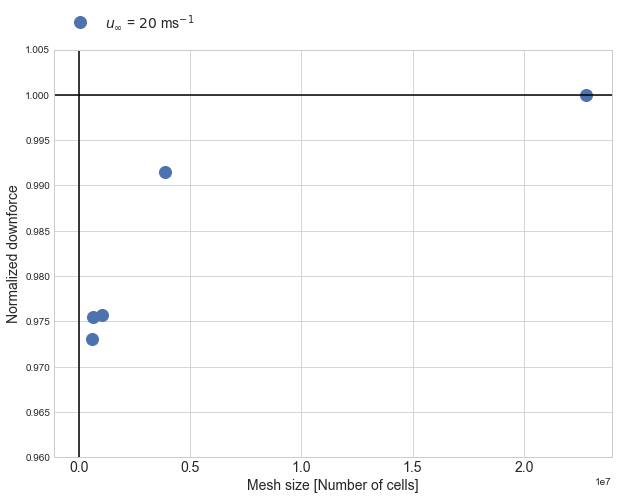 u∞ = 20 ms⁻¹
1.005
1.000
0.995
0.990
0.985
0.980
0.975
0.970
0.965
0.960
Normalized downforce
0.0 0.5 1.0 1.5 2.0
1e7
Mesh size [Number of cells]